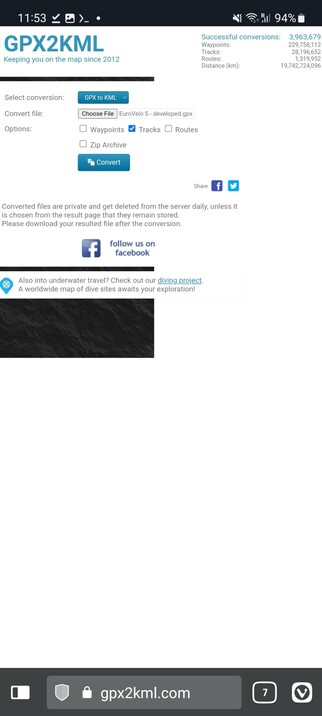 11:53
94%
GPX2KML
Keeping you on the map since 2012
Successful conversions: 3,963,679
Waypoints: 229,758,112
Tracks: 28,196,652
Routes: 1,319,952
Distance (km): 19,742,724,096
Select conversion: GPX to KML
Convert file: Choose File EuroVelo 5 - developed.gpx
Options: Waypoints Tracks Routes
Zip Archive
Convert
Share
Converted files are private and get deleted from the server daily, unless it
is chosen from the result page that they remain stored.
Please download your resulted file after the conversion.
follow us on
facebook
Also into underwater travel? Check out our diving project.
A worldwide map of dive sites awaits your exploration!
gpx2kml.com
7